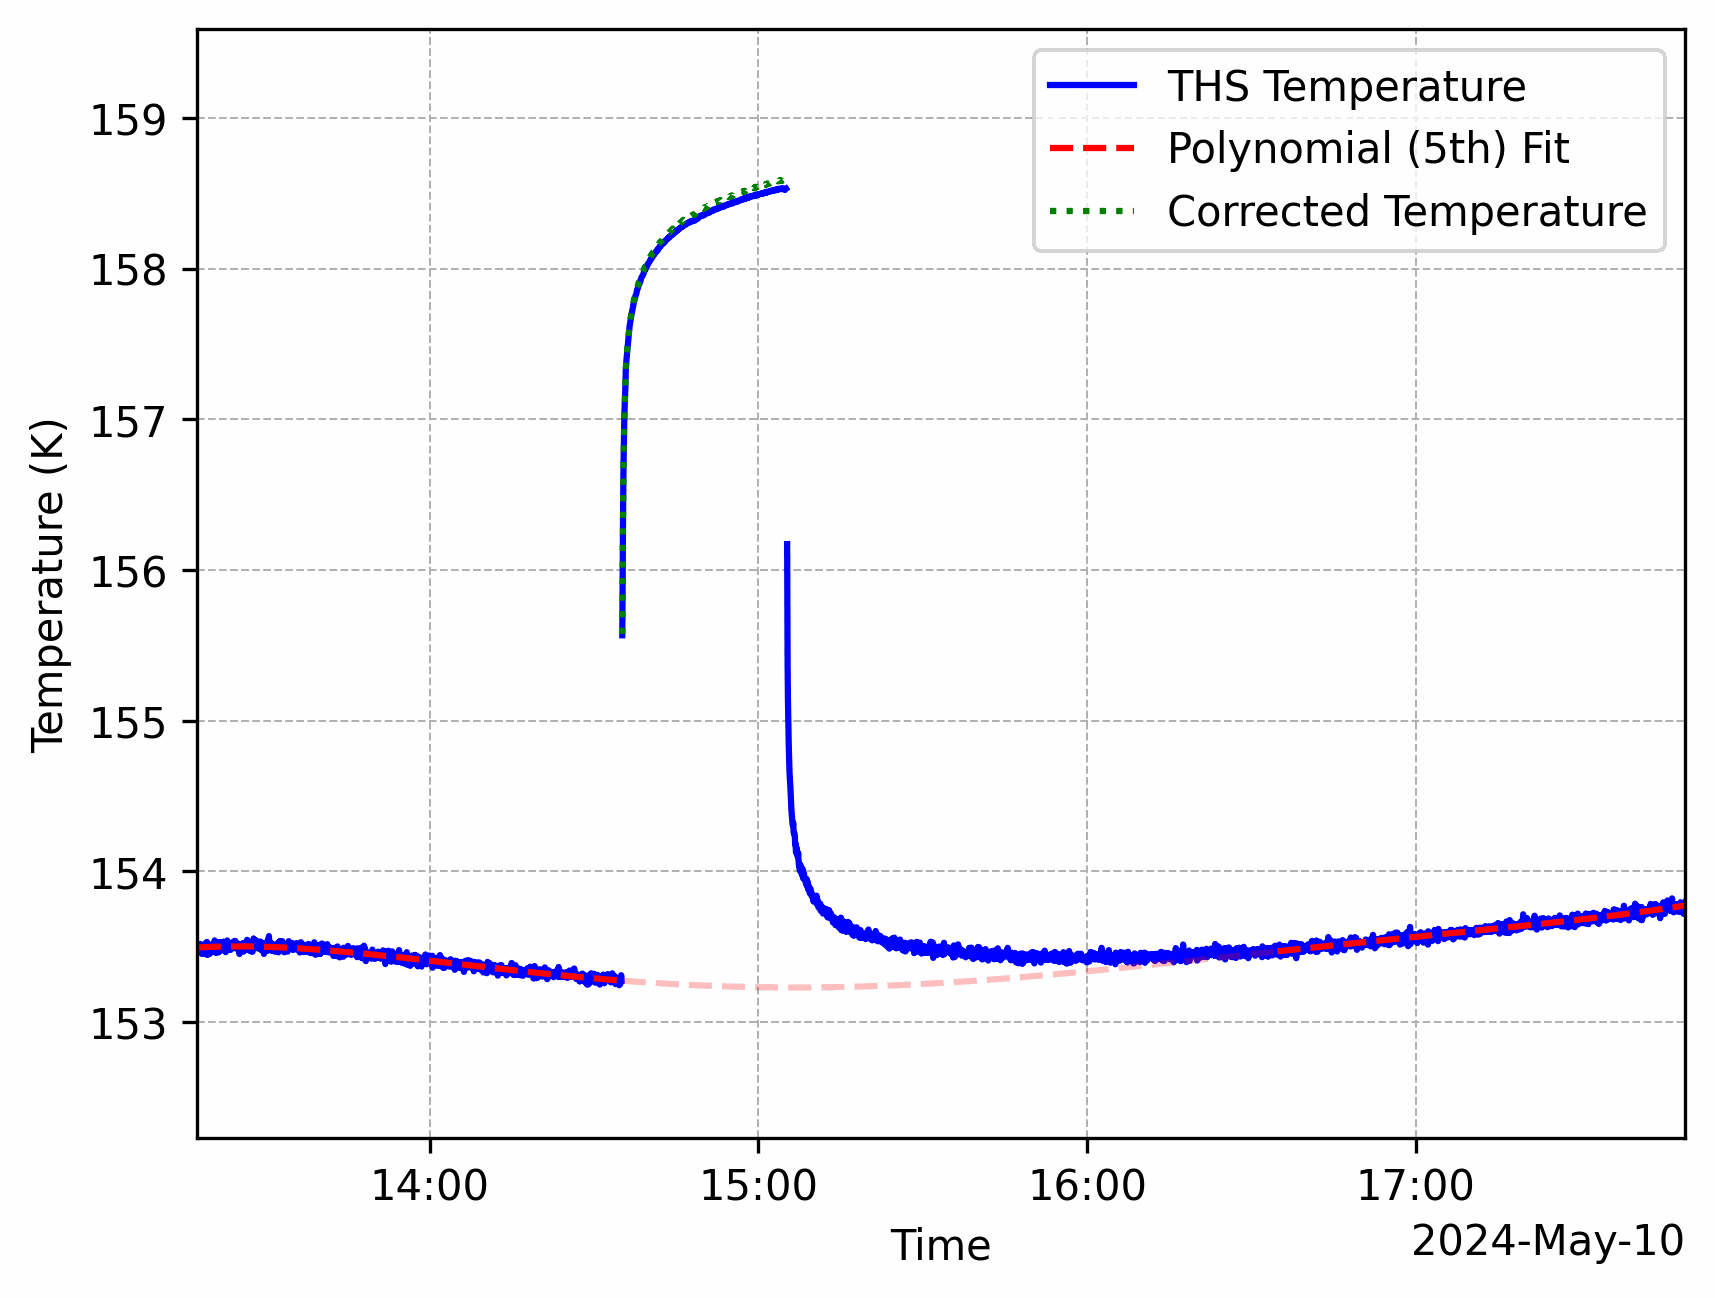 THS Temperature
Polynomial (5th) Fit
Corrected Temperature
159
158
157
156
155
154
153
Temperature (K)
14:00 15:00 16:00 17:00
Time
2024-May-10